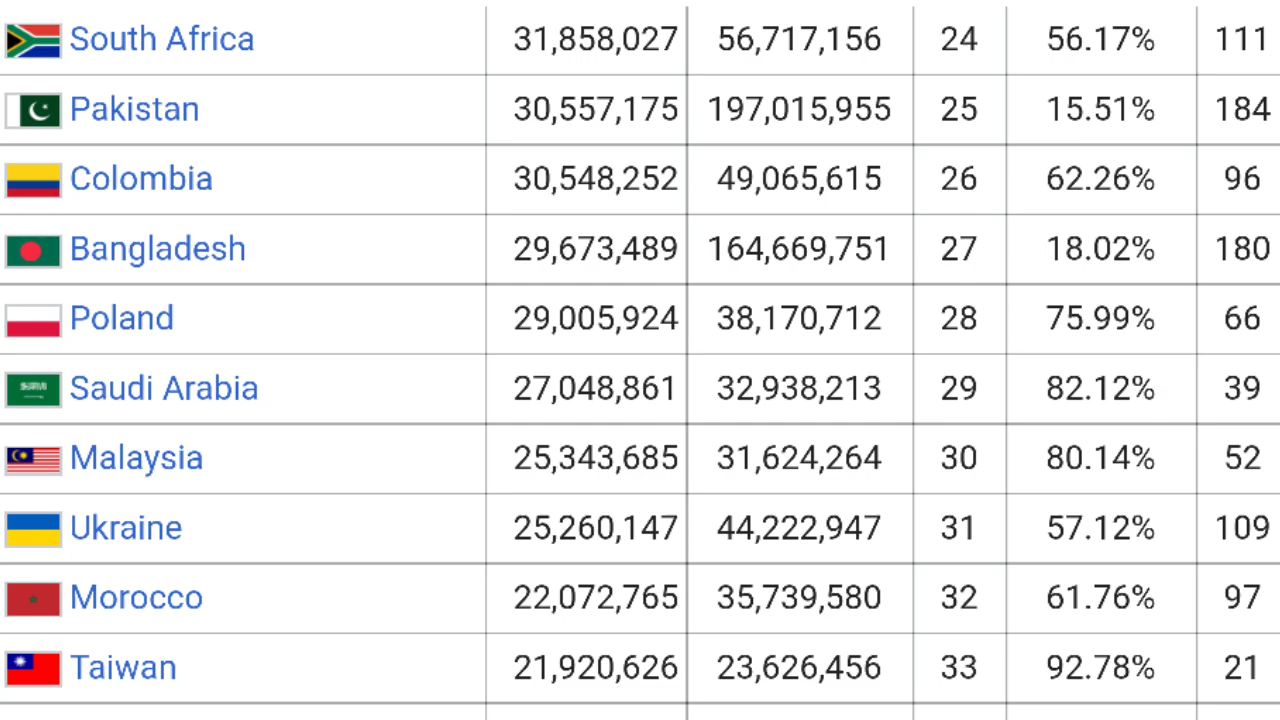 South Africa 31,858,027 56,717,156 24 56.17% 111
Pakistan 30,557,175 197,015,955 25 15.51% 184
Colombia 30,548,252 49,065,615 26 62.26% 96
Bangladesh 29,673,489 164,669,751 27 18.02% 180
Poland 29,005,924 38,170,712 28 75.99% 66
Saudi Arabia 27,048,861 32,938,213 29 82.12% 39
Malaysia 25,343,685 31,624,264 30 80.14% 52
Ukraine 25,260,147 44,222,947 31 57.12% 109
Morocco 22,072,765 35,739,580 32 61.76% 97
Taiwan 21,920,626 23,626,456 33 92.78% 21